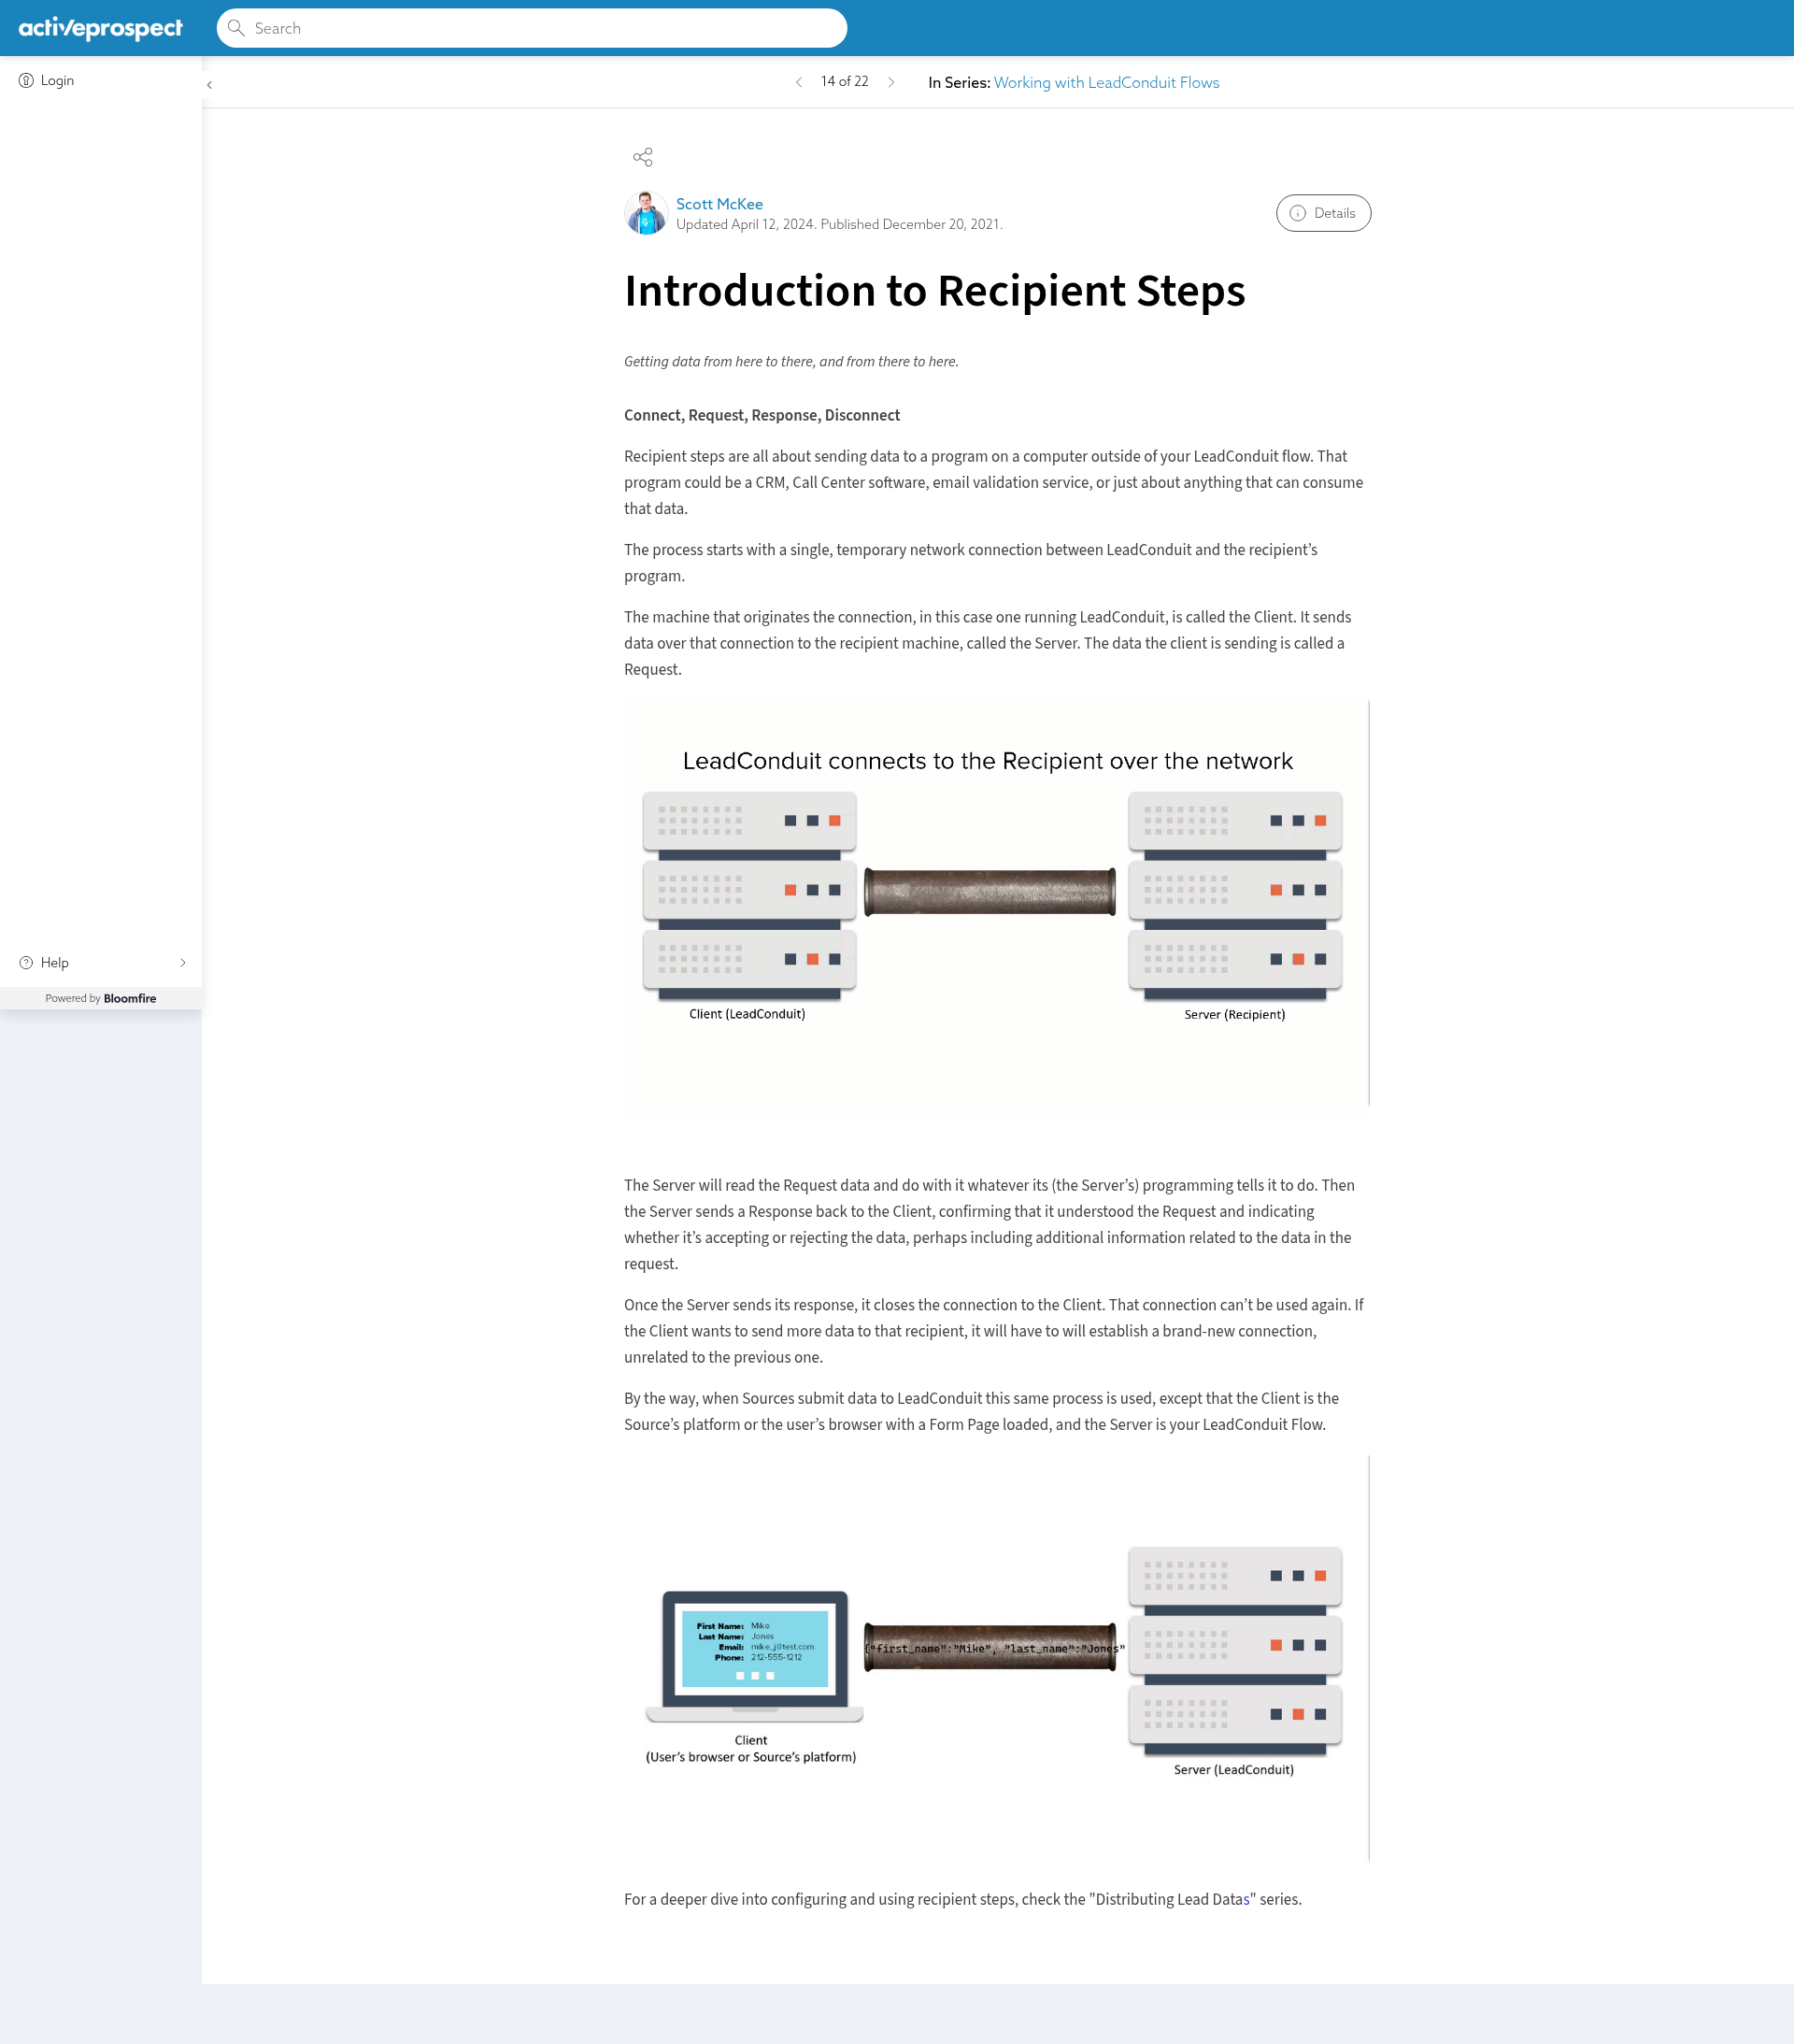 activeprospect
Search
Login
14 of 22
In Series: Working with LeadConduit Flows
Scott McKee
Updated April 12, 2024. Published December 20, 2021.
Details
Introduction to Recipient Steps
Getting data from here to there, and from there to here.
Connect, Request, Response, Disconnect
Recipient steps are all about sending data to a program on a computer outside of your LeadConduit flow. That
program could be a CRM, Call Center software, email validation service, or just about anything that can consume
that data.
The process starts with a single, temporary network connection between LeadConduit and the recipient’s
program.
The machine that originates the connection, in this case one running LeadConduit, is called the Client. It sends
data over that connection to the recipient machine, called the Server. The data the client is sending is called a
Request.
LeadConduit connects to the Recipient over the network
Client (LeadConduit)
Server (Recipient)
Help
Powered by Bloomfire
The Server will read the Request data and do with it whatever its (the Server’s) programming tells it to do. Then
the Server sends a Response back to the Client, confirming that it understood the Request and indicating
whether it’s accepting or rejecting the data, perhaps including additional information related to the data in the
request.
Once the Server sends its response, it closes the connection to the Client. That connection can’t be used again. If
the Client wants to send more data to that recipient, it will have to will establish a brand-new connection,
unrelated to the previous one.
By the way, when Sources submit data to LeadConduit this same process is used, except that the Client is the
Source’s platform or the user’s browser with a Form Page loaded, and the Server is your LeadConduit Flow.
First Name: Mike
Last Name: Jones
Email: mike_j@test.com
Phone: 212-555-1212
{"first_name":"Mike", "last_name":"Jones"
Client
(User’s browser or Source’s platform)
Server (LeadConduit)
For a deeper dive into configuring and using recipient steps, check the "Distributing Lead Datas" series.